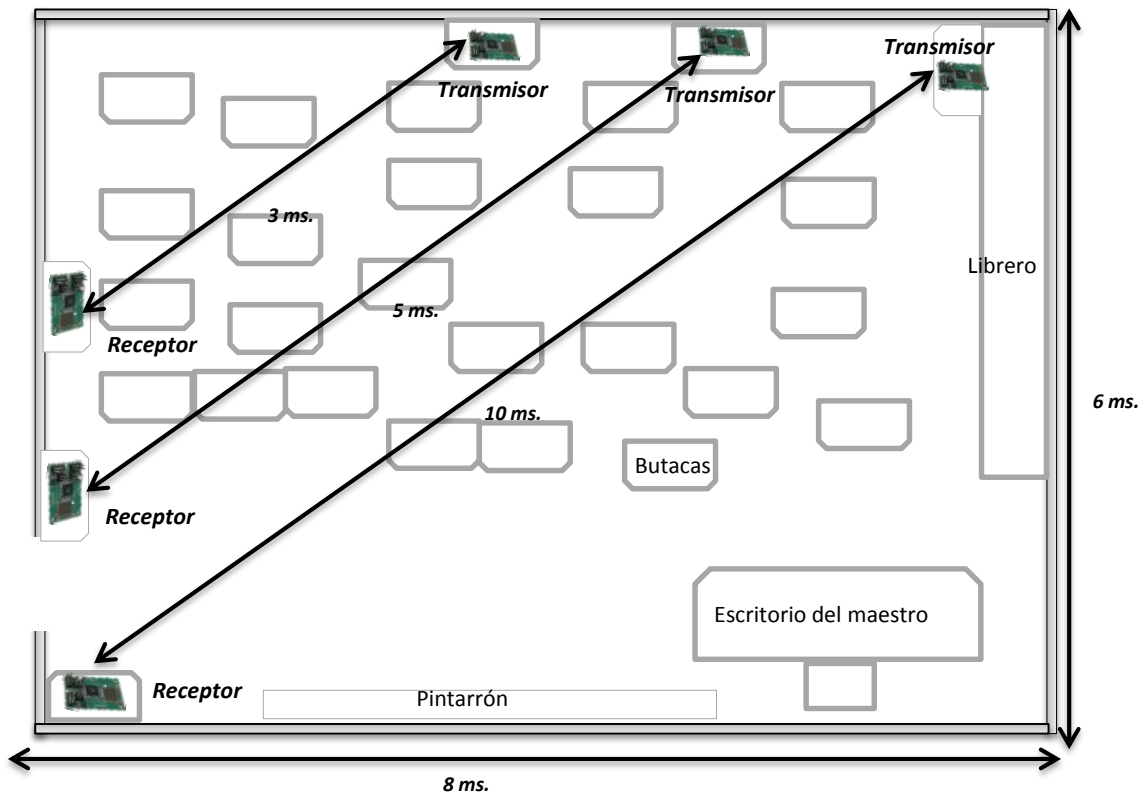 Transmisor
Transmisor
Transmisor
3 ms.
Librero
5 ms.
Receptor
6 ms.
10 ms.
Butacas
Receptor
Escritorio del maestro
Receptor
Pintarrón
8 ms.